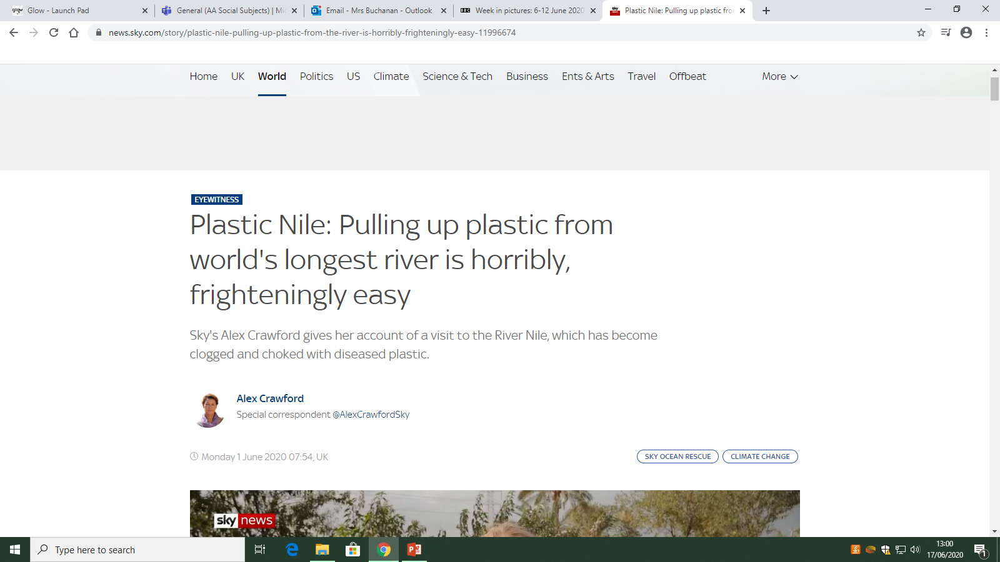 glow Glow - Launch Pad
General (AA Social Subjects) | Mic
Email - Mrs Buchanan - Outlook
BBC Week in pictures: 6-12 June 2020
sky news Plastic Nile: Pulling up plastic fro
news.sky.com/story/plastic-nile-pulling-up-plastic-from-the-river-is-horribly-frighteningly-easy-11996674
Home UK World Politics US Climate Science & Tech Business Ents & Arts Travel Offbeat More
EYEWITNESS
Plastic Nile: Pulling up plastic from
world's longest river is horribly,
frighteningly easy
Sky's Alex Crawford gives her account of a visit to the River Nile, which has become
clogged and choked with diseased plastic.
Alex Crawford
Special correspondent @AlexCrawfordSky
Monday 1 June 2020 07:54, UK
SKY OCEAN RESCUE CLIMATE CHANGE
sky news
Type here to search
13:00
17/06/2020
1